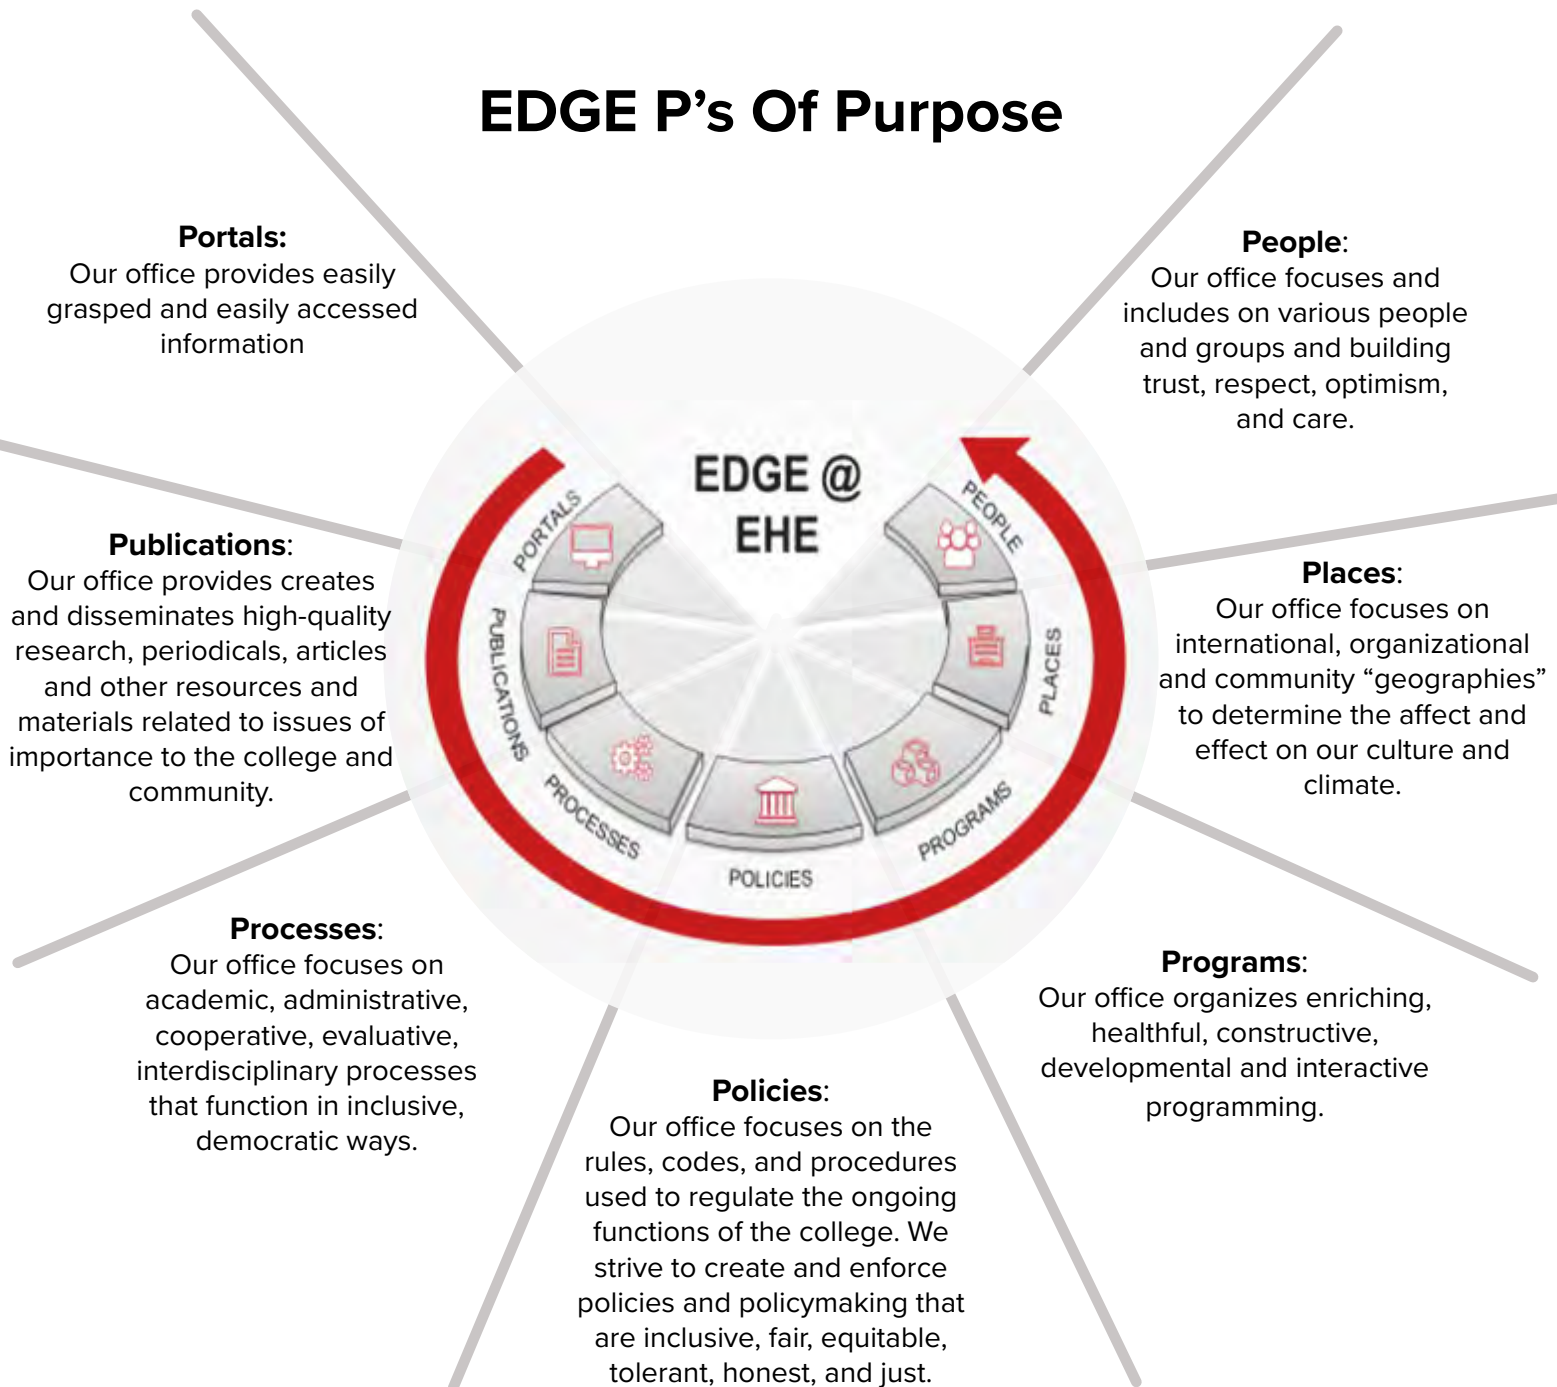 EDGE P’s Of Purpose
Portals:
Our office provides easily
grasped and easily accessed
information
People:
Our office focuses and
includes on various people
and groups and building
trust, respect, optimism,
and care.
EDGE @
EHE
PORTALS
PUBLICATIONS
PROCESSES
POLICIES
PROGRAMS
PLACES
PEOPLE
Publications:
Our office provides creates
and disseminates high-quality
research, periodicals, articles
and other resources and
materials related to issues of
importance to the college and
community.
Places:
Our office focuses on
international, organizational
and community “geographies”
to determine the affect and
effect on our culture and
climate.
Processes:
Our office focuses on
academic, administrative,
cooperative, evaluative,
interdisciplinary processes
that function in inclusive,
democratic ways.
Policies:
Our office focuses on the
rules, codes, and procedures
used to regulate the ongoing
functions of the college. We
strive to create and enforce
policies and policymaking that
are inclusive, fair, equitable,
tolerant, honest, and just.
Programs:
Our office organizes enriching,
healthful, constructive,
developmental and interactive
programming.